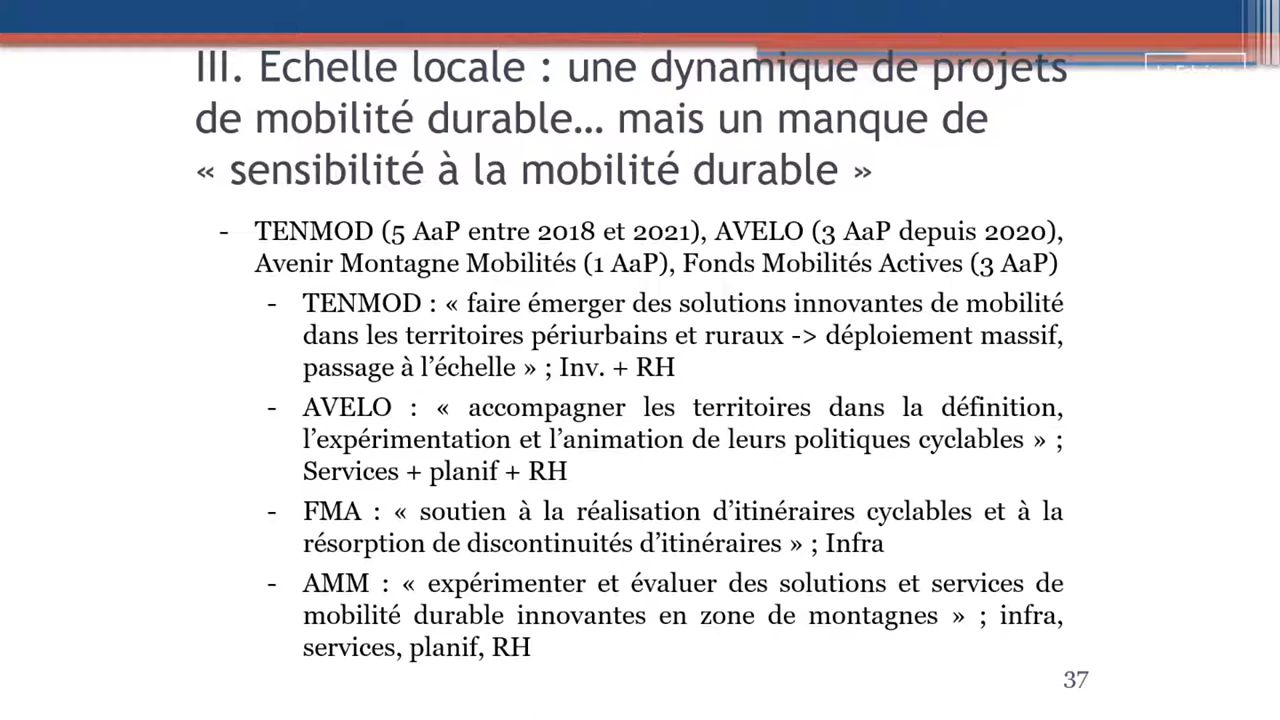 III. Echelle locale : une dynamique de projets
de mobilité durable… mais un manque de
« sensibilité à la mobilité durable »
- TENMOD (5 AaP entre 2018 et 2021), AVELO (3 AaP depuis 2020),
Avenir Montagne Mobilités (1 AaP), Fonds Mobilités Actives (3 AaP)
- TENMOD : « faire émerger des solutions innovantes de mobilité
dans les territoires périurbains et ruraux -> déploiement massif,
passage à l’échelle » ; Inv. + RH
- AVELO : « accompagner les territoires dans la définition,
l’expérimentation et l’animation de leurs politiques cyclables » ;
Services + planif + RH
- FMA : « soutien à la réalisation d’itinéraires cyclables et à la
résorption de discontinuités d’itinéraires » ; Infra
- AMM : « expérimenter et évaluer des solutions et services de
mobilité durable innovantes en zone de montagnes » ; infra,
services, planif, RH
37